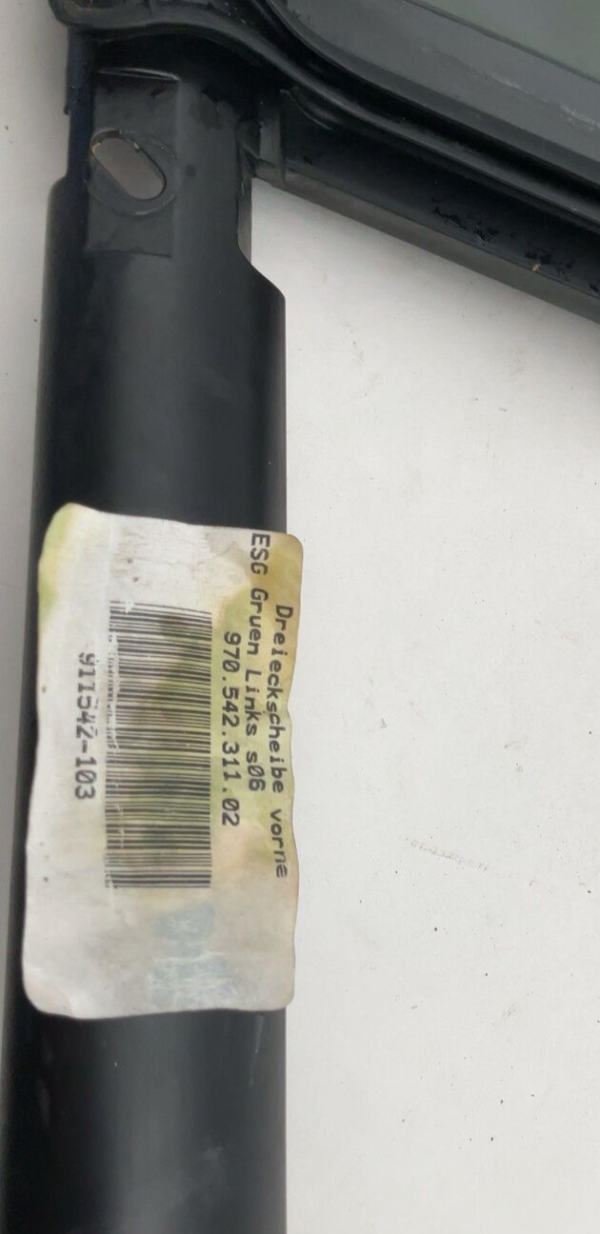 Dreieckscheibe vorne
ESG Gruen Links s06
970.542.311.02
911542-103